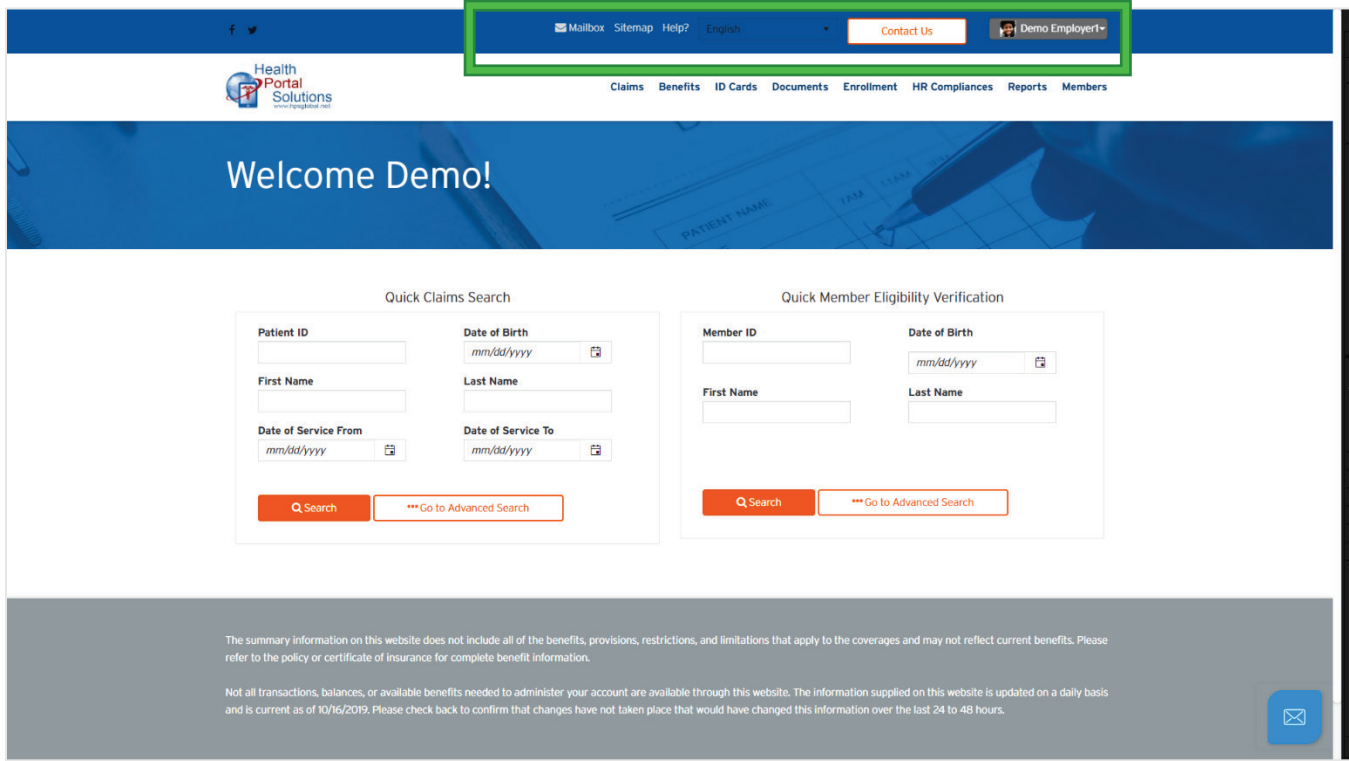 Mailbox Sitemap Help? English Contact Us Demo Employer1
Health
Portal
Solutions
www.hpsglobal.net
Claims Benefits ID Cards Documents Enrollment HR Compliances Reports Members
Welcome Demo!
PATIENT NAME
7AM 11AM
Quick Claims Search
Patient ID Date of Birth
mm/dd/yyyy
First Name Last Name
Date of Service From Date of Service To
mm/dd/yyyy mm/dd/yyyy
Search Go to Advanced Search
Quick Member Eligibility Verification
Member ID Date of Birth
mm/dd/yyyy
First Name Last Name
Search Go to Advanced Search
The summary information on this website does not include all of the benefits, provisions, restrictions, and limitations that apply to the coverages and may not reflect current benefits. Please
refer to the policy or certificate of insurance for complete benefit information.
Not all transactions, balances, or available benefits needed to administer your account are available through this website. The information supplied on this website is updated on a daily basis
and is current as of 10/16/2019. Please check back to confirm that changes have not taken place that would have changed this information over the last 24 to 48 hours.